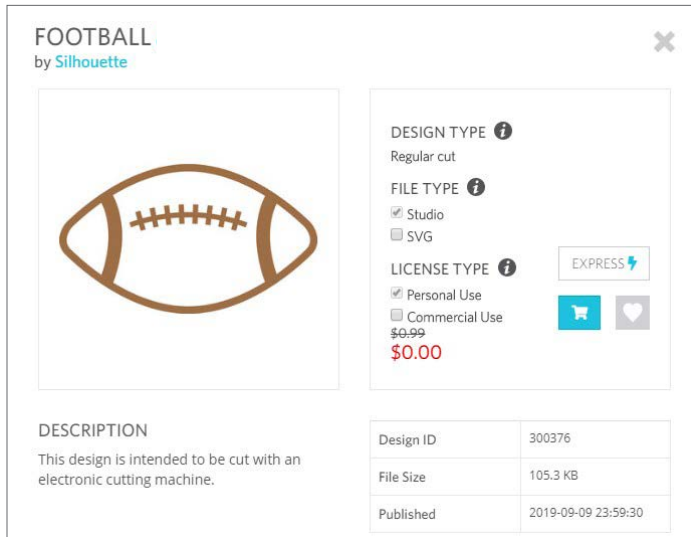 FOOTBALL
by Silhouette
DESIGN TYPE
Regular cut
FILE TYPE
Studio
SVG
LICENSE TYPE
Personal Use
Commercial Use
$0.99
$0.00
EXPRESS
DESCRIPTION
This design is intended to be cut with an
electronic cutting machine.
Design ID 300376
File Size 105.3 KB
Published 2019-09-09 23:59:30